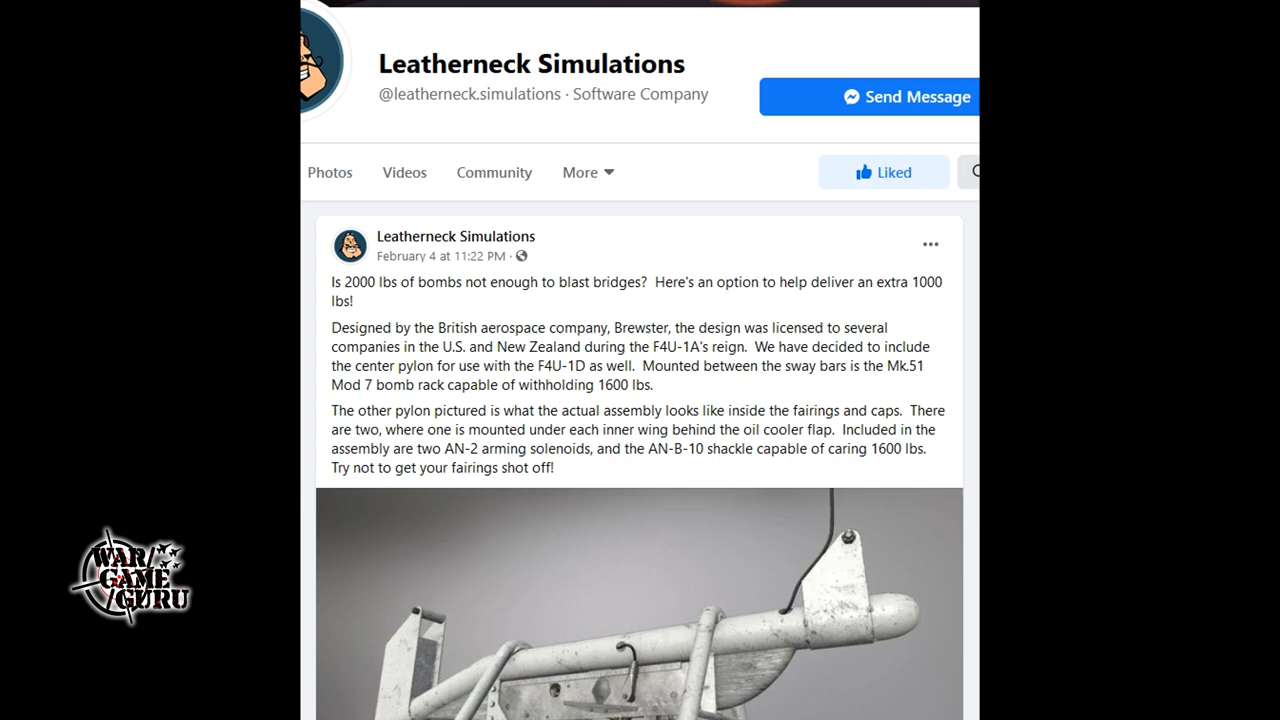 Leatherneck Simulations
@leatherneck.simulations · Software Company
Send Message
Photos
Videos
Community
More
Liked
Leatherneck Simulations
February 4 at 11:22 PM ·
Is 2000 lbs of bombs not enough to blast bridges?  Here's an option to help deliver an extra 1000
lbs!
Designed by the British aerospace company, Brewster, the design was licensed to several
companies in the U.S. and New Zealand during the F4U-1A's reign.  We have decided to include
the center pylon for use with the F4U-1D as well.  Mounted between the sway bars is the Mk.51
Mod 7 bomb rack capable of withholding 1600 lbs.
The other pylon pictured is what the actual assembly looks like inside the fairings and caps.  There
are two, where one is mounted under each inner wing behind the oil cooler flap.  Included in the
assembly are two AN-2 arming solenoids, and the AN-B-10 shackle capable of caring 1600 lbs.
Try not to get your fairings shot off!
WAR
GAME
GURU